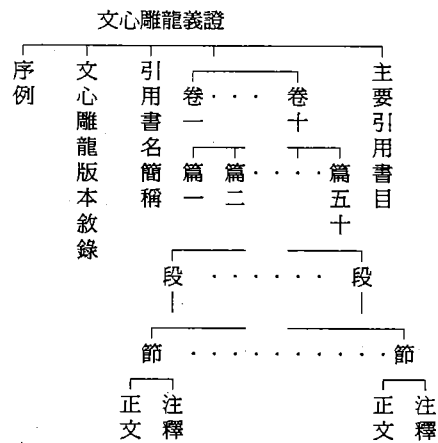 文心雕龍義證
序例
文心雕龍版本敘錄
引用書名簡稱
卷一
· · ·
卷十
主要引用書目
篇一
篇二
· · · ·
篇五十
段 · · · · · · 段
節 · · · · · · · · · · · 節
正文
注釋
正文
注釋